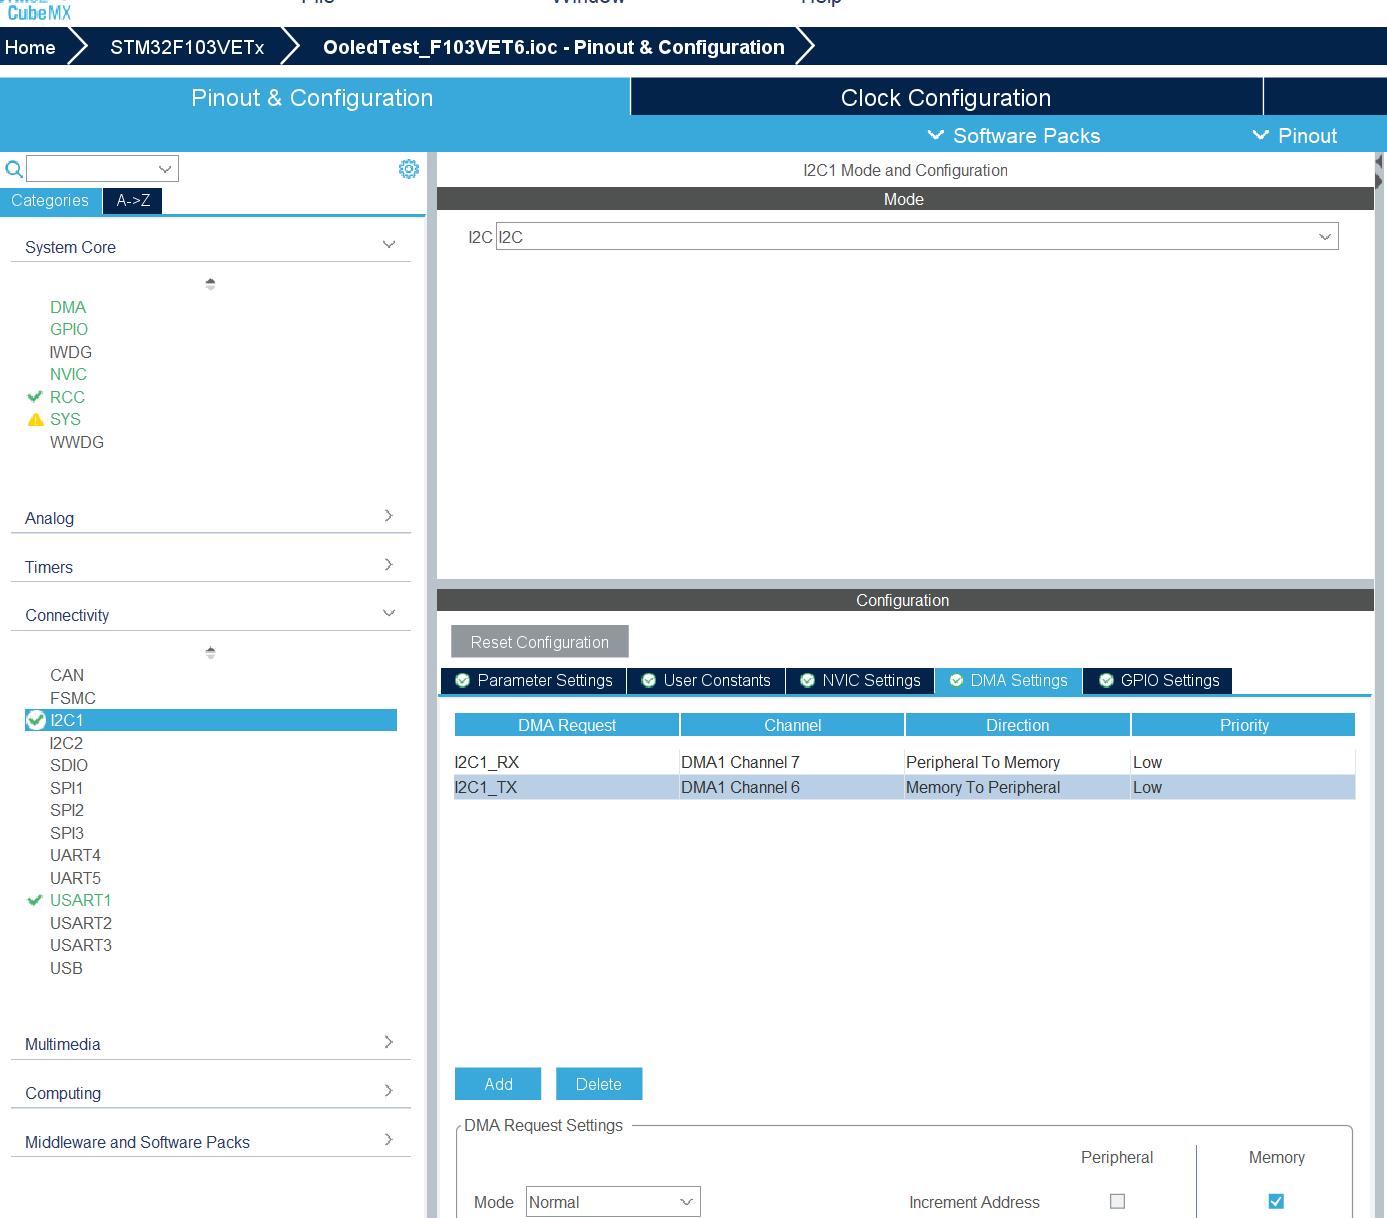 CubeMX
File
Window
Help
Home
STM32F103VETx
OoledTest_F103VET6.ioc - Pinout & Configuration
Pinout & Configuration
Clock Configuration
Software Packs
Pinout
Categories
A->Z
System Core
DMA
GPIO
IWDG
NVIC
RCC
SYS
WWDG
Analog
Timers
Connectivity
CAN
FSMC
I2C1
I2C2
SDIO
SPI1
SPI2
SPI3
UART4
UART5
USART1
USART2
USART3
USB
Multimedia
Computing
Middleware and Software Packs
I2C1 Mode and Configuration
Mode
I2C I2C
Configuration
Reset Configuration
Parameter Settings
User Constants
NVIC Settings
DMA Settings
GPIO Settings
DMA Request Channel Direction Priority
I2C1_RX DMA1 Channel 7 Peripheral To Memory Low
I2C1_TX DMA1 Channel 6 Memory To Peripheral Low
Add
Delete
DMA Request Settings
Peripheral Memory
Mode Normal
Increment Address